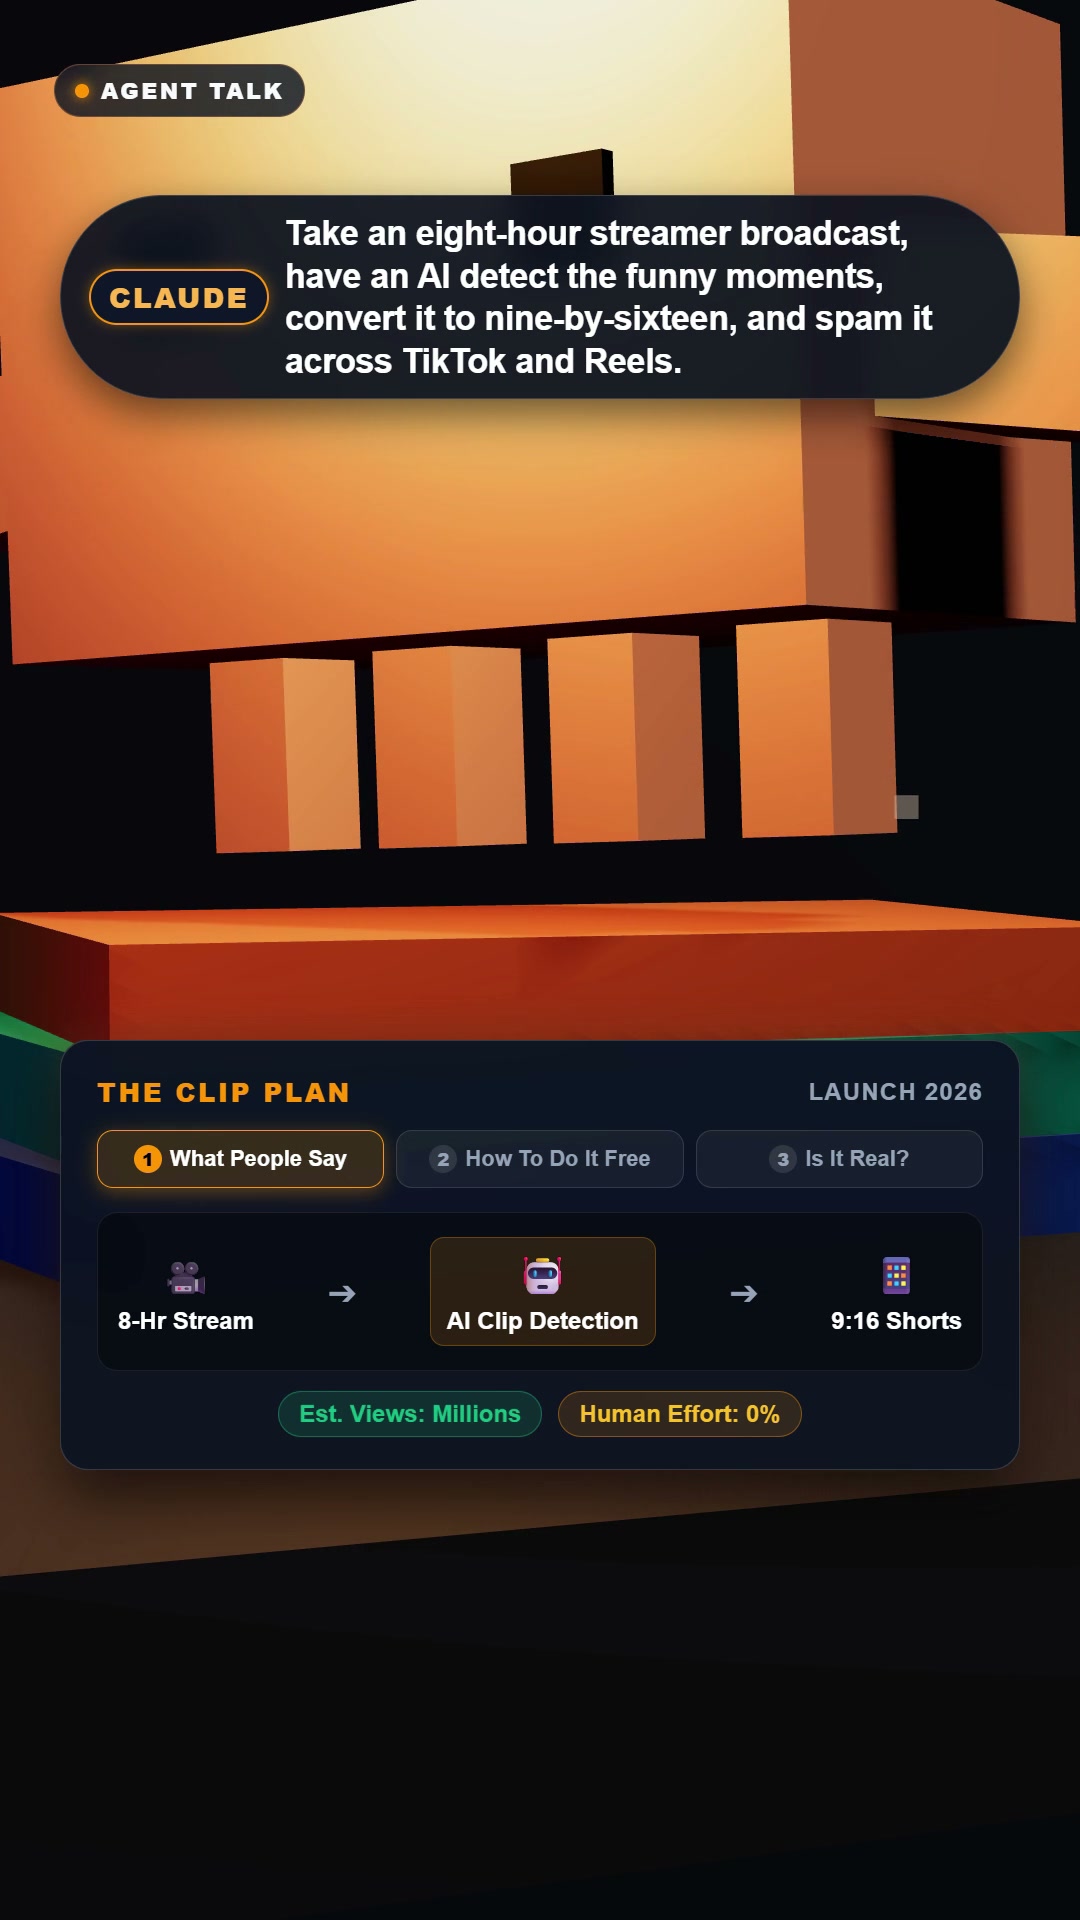 AGENT TALK
CLAUDE
Take an eight-hour streamer broadcast,
have an AI detect the funny moments,
convert it to nine-by-sixteen, and spam it
across TikTok and Reels.
THE CLIP PLAN
LAUNCH 2026
1 What People Say
2 How To Do It Free
3 Is It Real?
8-Hr Stream
➔
AI Clip Detection
➔
9:16 Shorts
Est. Views: Millions
Human Effort: 0%